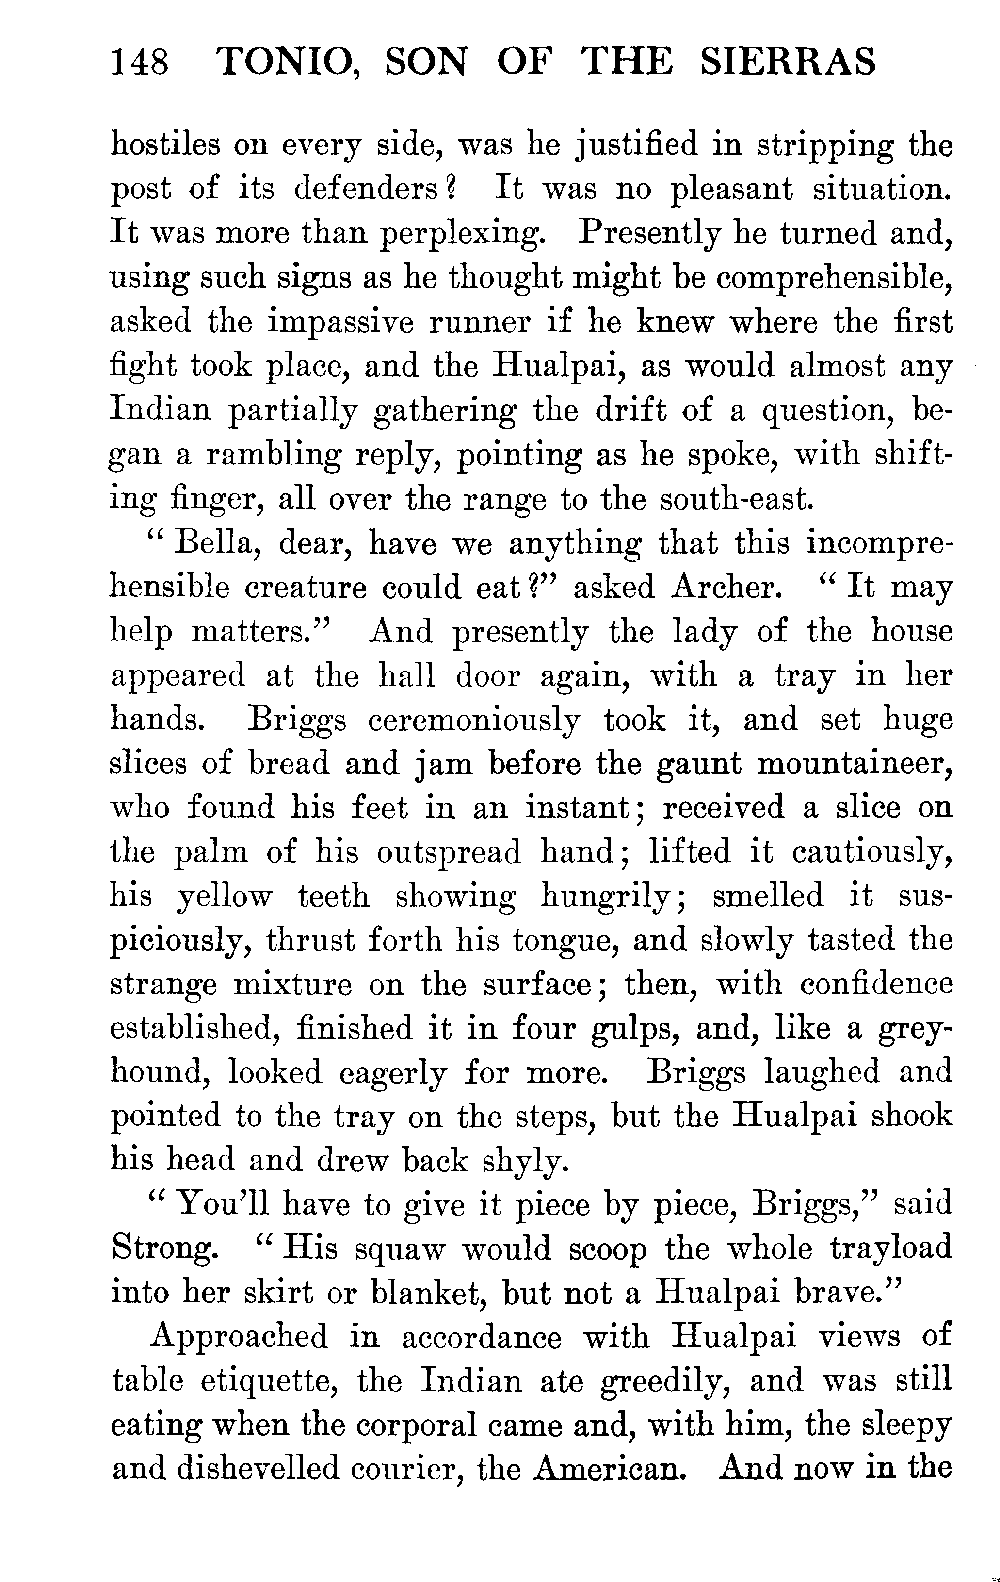 148 TONIO, SON OF THE SIERRAS
hostiles on every side, was he justified in stripping the
post of its defenders? It was no pleasant situation.
It was more than perplexing. Presently he turned and,
using such signs as he thought might be comprehensible,
asked the impassive runner if he knew where the first
fight took place, and the Hualpai, as would almost any
Indian partially gathering the drift of a question, be-
gan a rambling reply, pointing as he spoke, with shift-
ing finger, all over the range to the south-east.
“ Bella, dear, have we anything that this incompre-
hensible creature could eat?” asked Archer. “ It may
help matters.” And presently the lady of the house
appeared at the hall door again, with a tray in her
hands. Briggs ceremoniously took it, and set huge
slices of bread and jam before the gaunt mountaineer,
who found his feet in an instant; received a slice on
the palm of his outspread hand; lifted it cautiously,
his yellow teeth showing hungrily; smelled it sus-
piciously, thrust forth his tongue, and slowly tasted the
strange mixture on the surface; then, with confidence
established, finished it in four gulps, and, like a grey-
hound, looked eagerly for more. Briggs laughed and
pointed to the tray on the steps, but the Hualpai shook
his head and drew back shyly.
“ You’ll have to give it piece by piece, Briggs,” said
Strong. “ His squaw would scoop the whole trayload
into her skirt or blanket, but not a Hualpai brave.”
Approached in accordance with Hualpai views of
table etiquette, the Indian ate greedily, and was still
eating when the corporal came and, with him, the sleepy
and dishevelled courier, the American. And now in the